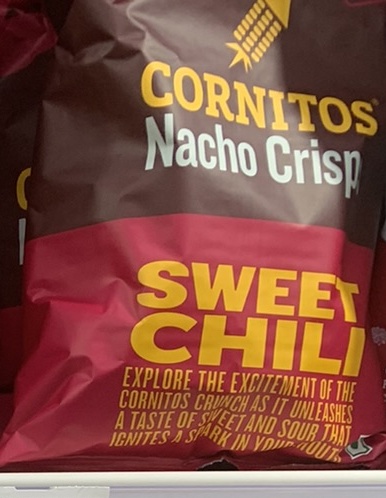 CORNITOS
Nacho Crisp
SWEET
CHILI
EXPLORE THE EXCITEMENT OF THE
CORNITOS CRUNCH AS IT UNLEASHES
A TASTE OF SWEET AND SOUR THAT
IGNITES A SPARK IN YOUR